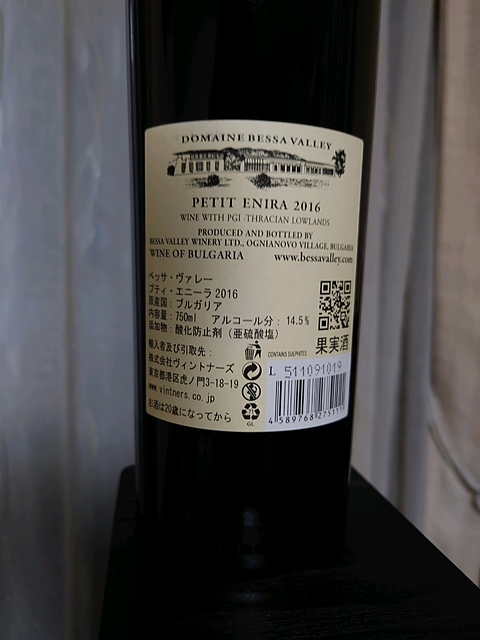 DOMAINE BESSA VALLEY
PETIT ENIRA 2016
WINE WITH PGI -THRACIAN LOWLANDS
PRODUCED AND BOTTLED BY
BESSA VALLEY WINERY LTD., OGNIANOVO VILLAGE, BULGARIA
WINE OF BULGARIA www.bessavalley.com
ベッサ・ヴァレー
プティ・エニーラ 2016
原産国：ブルガリア
内容量：750ml アルコール分：14.5%
添加物：酸化防止剤（亜硫酸塩）
果実酒
輸入者及び引取先：
CONTAINS SULPHITES
株式会社ヴィントナーズ
L 511091019
東京都港区虎ノ門3-18-19
www.vintners.co.jp
お酒は20歳になってから
GL
4 589768 27511